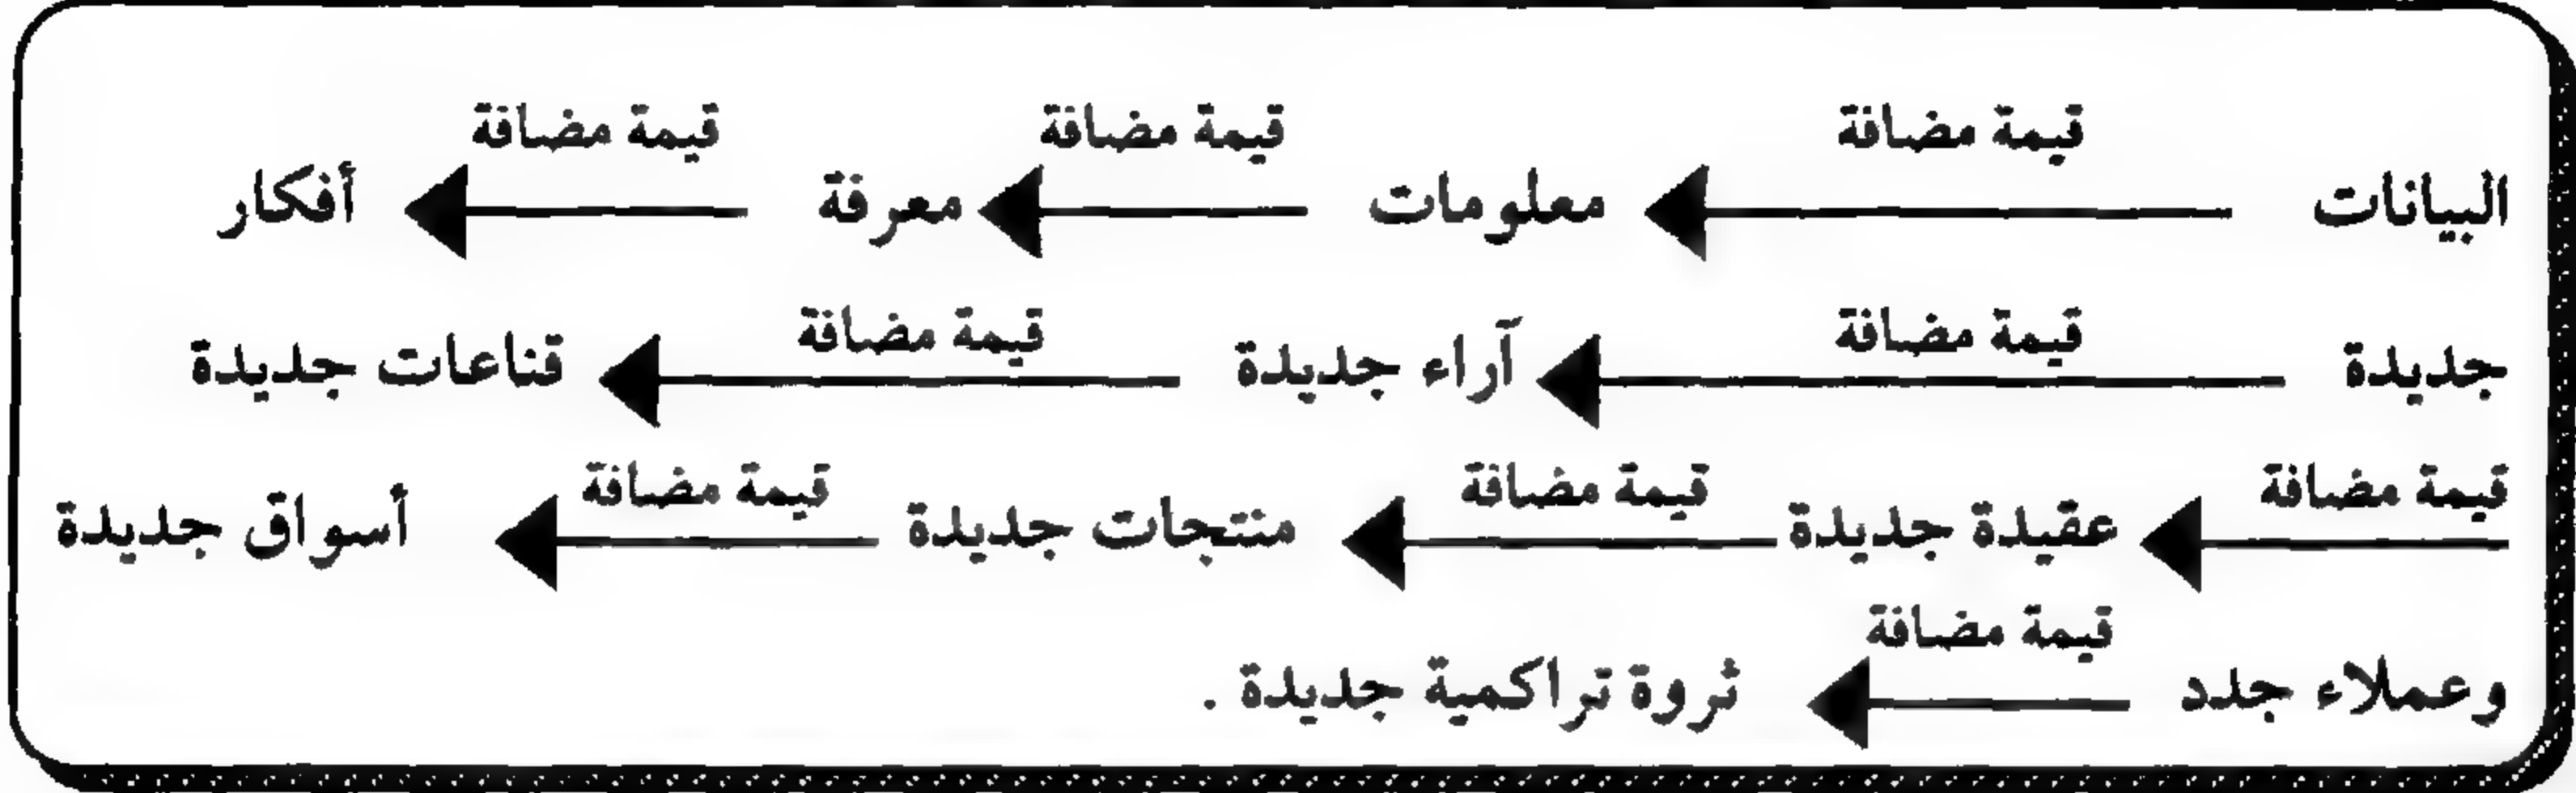 قيمة مضافة قيمة مضافة قيمة مضافة
البيانات معلومات معرفة أفكار
قيمة مضافة قيمة مضافة
جديدة آراء جديدة قناعات جديدة
قيمة مضافة قيمة مضافة قيمة مضافة
عقيدة جديدة منتجات جديدة أسواق جديدة
قيمة مضافة
وعملاء جدد ثروة تراكمية جديدة .